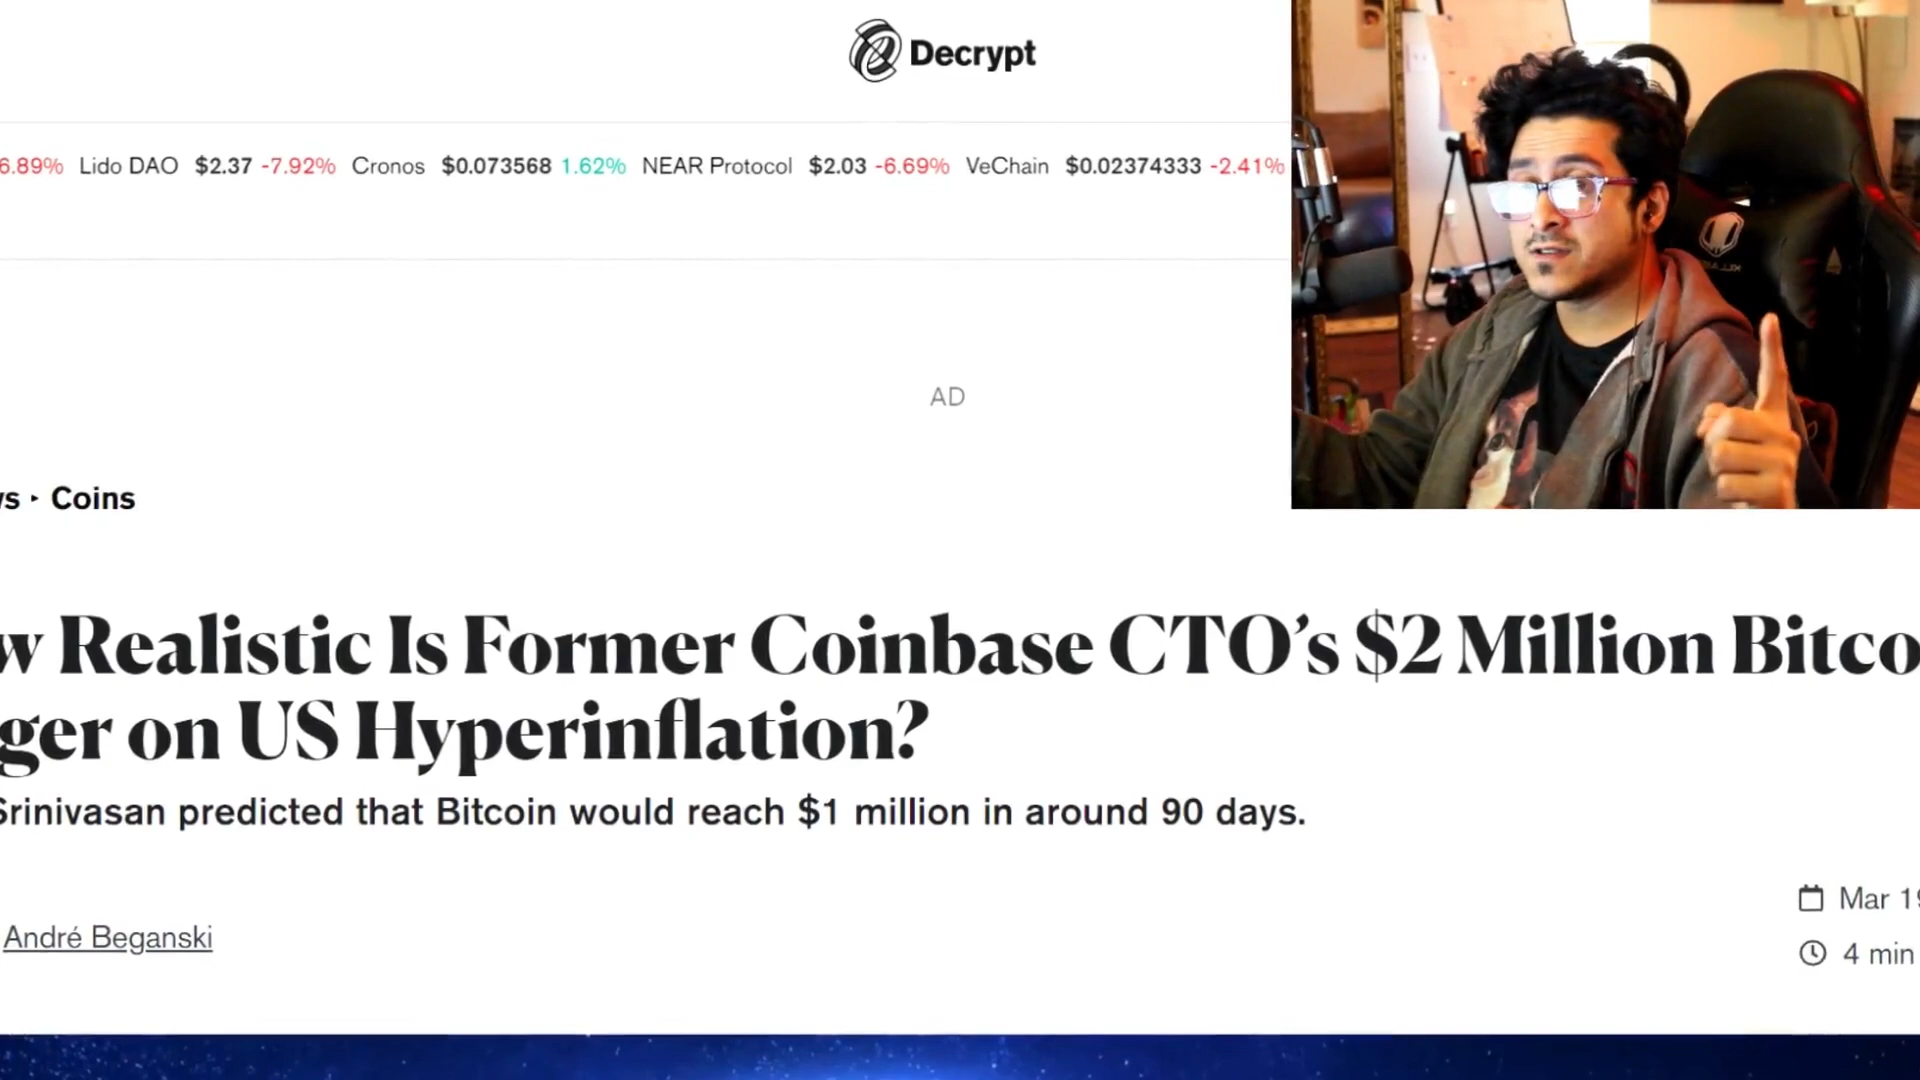 Decrypt
6.89% Lido DAO $2.37 -7.92% Cronos $0.073568 1.62% NEAR Protocol $2.03 -6.69% VeChain $0.02374333 -2.41%
AD
vs ‣ Coins
w Realistic Is Former Coinbase CTO’s $2 Million Bitco
ger on US Hyperinflation?
Srinivasan predicted that Bitcoin would reach $1 million in around 90 days.
Mar 19
André Beganski
4 min